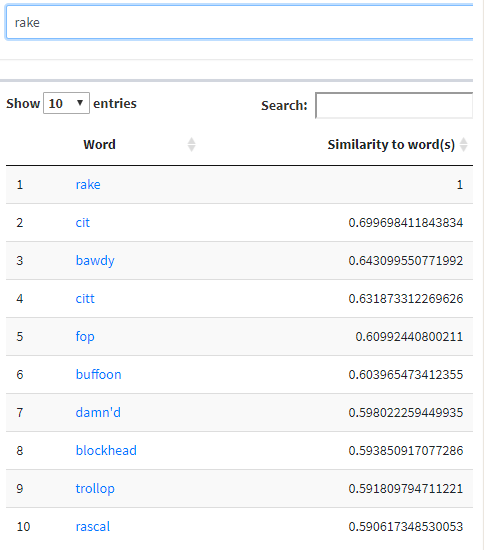 rake
Show 10 entries
Search:
Word Similarity to word(s)
1 rake 1
2 cit 0.699698411843834
3 bawdy 0.643099550771992
4 citt 0.631873312269626
5 fop 0.60992440800211
6 buffoon 0.603965473412355
7 damn'd 0.598022259449935
8 blockhead 0.593850917077286
9 trollop 0.591809794711221
10 rascal 0.590617348530053